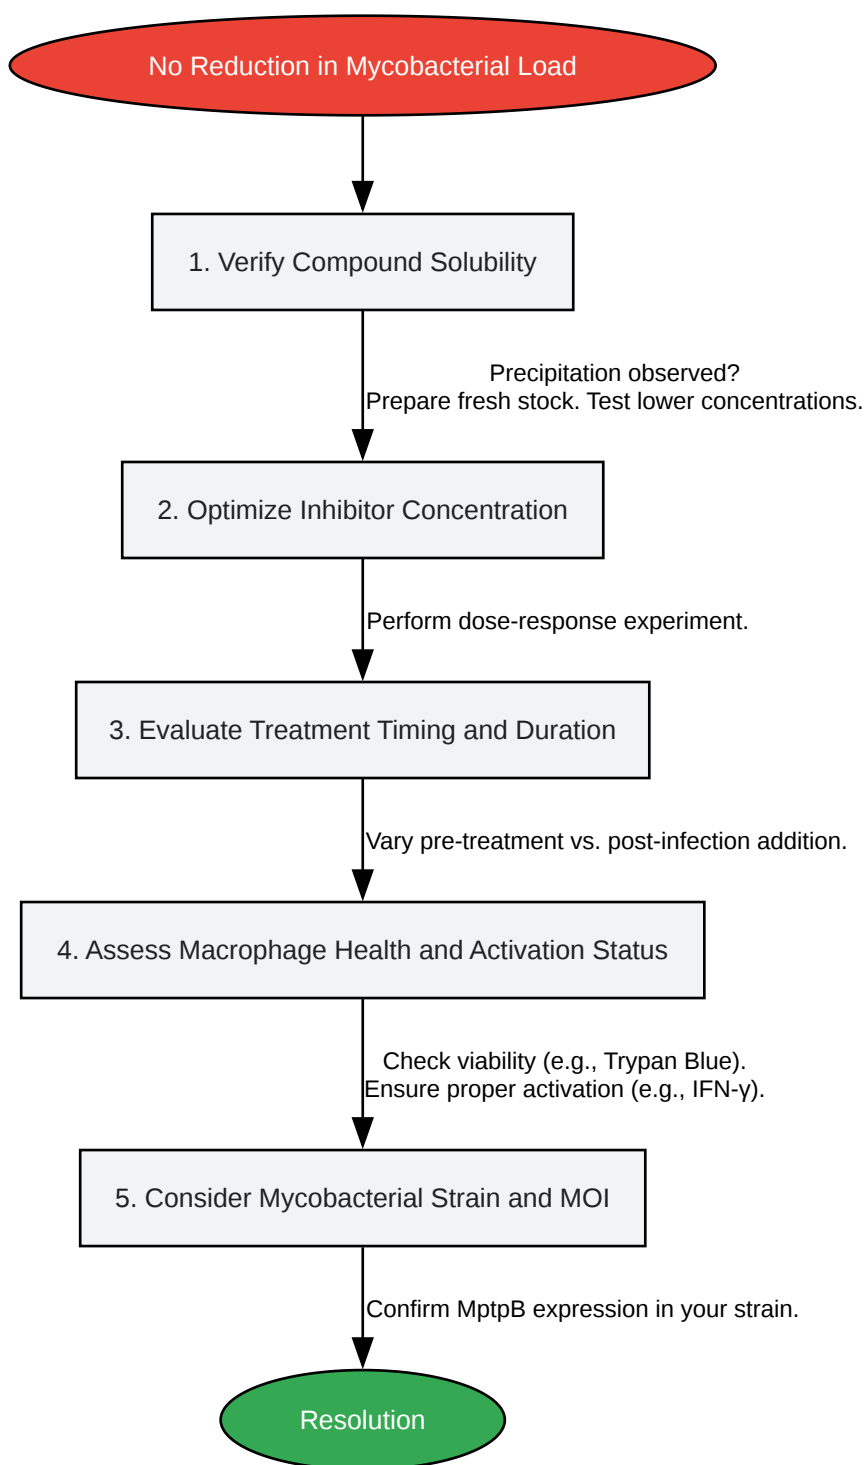 No Reduction in Mycobacterial Load
1. Verify Compound Solubility
Precipitation observed?
Prepare fresh stock. Test lower concentrations.
2. Optimize Inhibitor Concentration
Perform dose-response experiment.
3. Evaluate Treatment Timing and Duration
Vary pre-treatment vs. post-infection addition.
4. Assess Macrophage Health and Activation Status
Check viability (e.g., Trypan Blue).
Ensure proper activation (e.g., IFN-γ).
5. Consider Mycobacterial Strain and MOI
Confirm MptpB expression in your strain.
Resolution